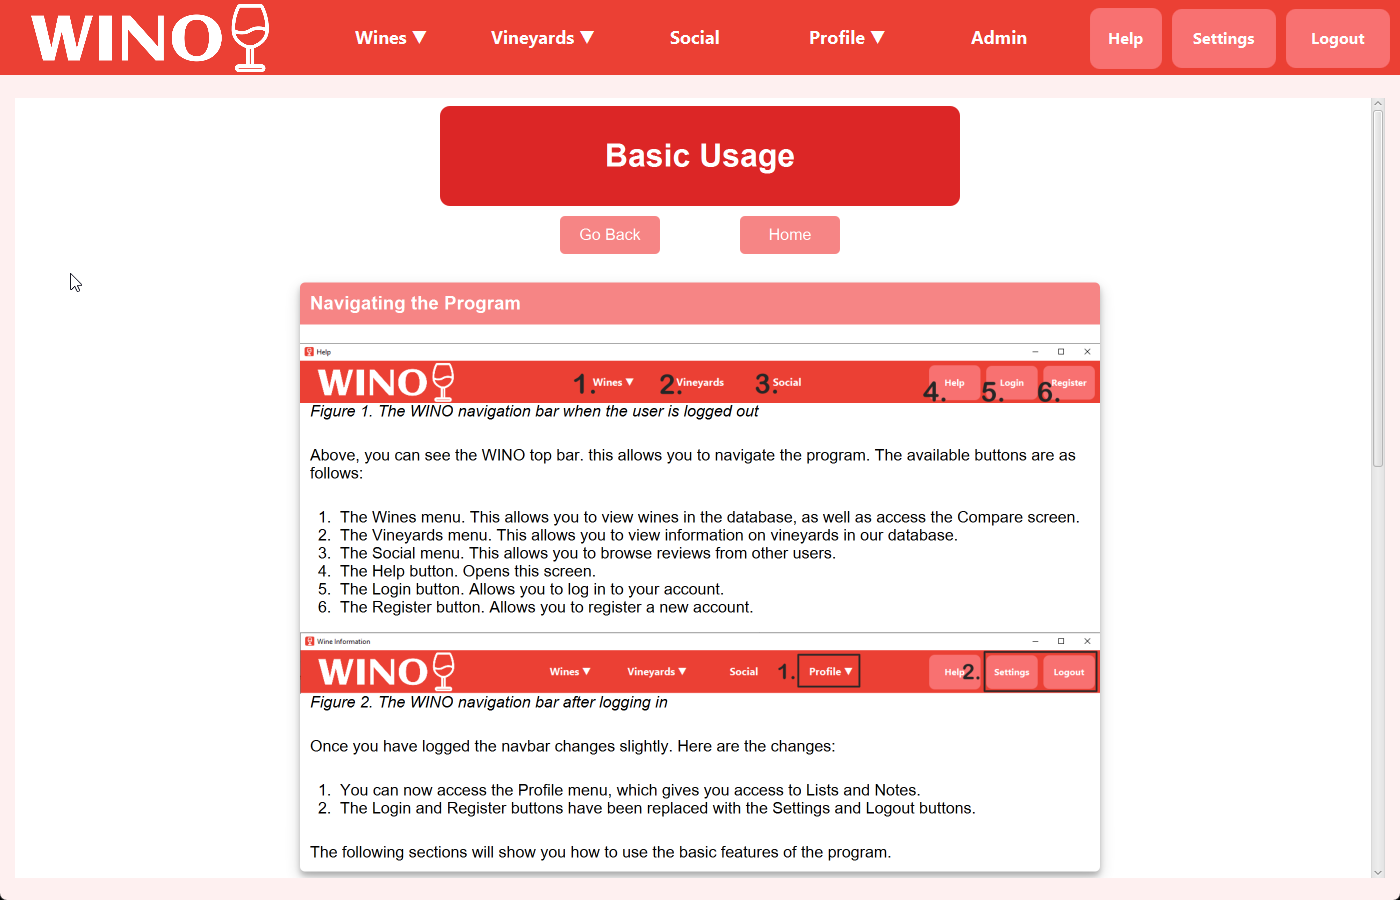 WINO
Wines ▼ Vineyards ▼ Social Profile ▼ Admin Help Settings Logout
Basic Usage
Go Back Home
Navigating the Program
Help
WINO 1. Wines ▼ 2. Vineyards 3. Social 4. Help 5. Login 6. Register
Figure 1. The WINO navigation bar when the user is logged out
Above, you can see the WINO top bar. this allows you to navigate the program. The available buttons are as
follows:
1. The Wines menu. This allows you to view wines in the database, as well as access the Compare screen.
2. The Vineyards menu. This allows you to view information on vineyards in our database.
3. The Social menu. This allows you to browse reviews from other users.
4. The Help button. Opens this screen.
5. The Login button. Allows you to log in to your account.
6. The Register button. Allows you to register a new account.
Wine Information
WINO Wines ▼ Vineyards ▼ Social 1. Profile ▼ Help 2. Settings Logout
Figure 2. The WINO navigation bar after logging in
Once you have logged the navbar changes slightly. Here are the changes:
1. You can now access the Profile menu, which gives you access to Lists and Notes.
2. The Login and Register buttons have been replaced with the Settings and Logout buttons.
The following sections will show you how to use the basic features of the program.